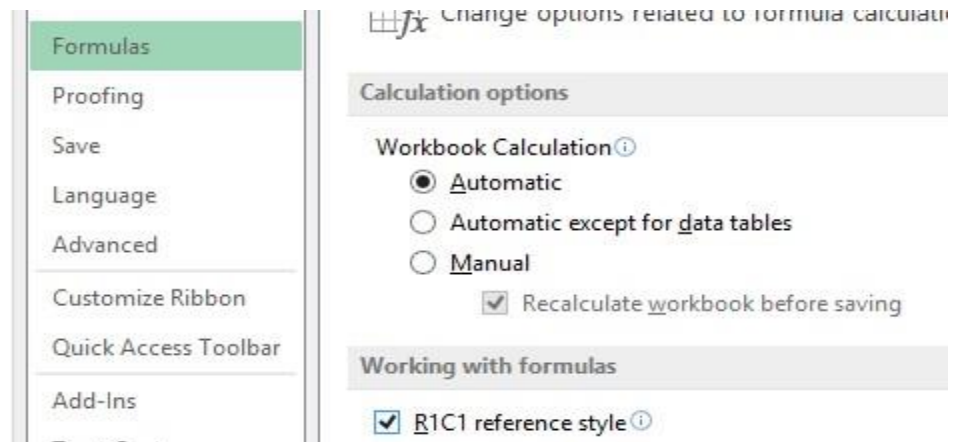 Formulas
Proofing
Save
Language
Advanced
Customize Ribbon
Quick Access Toolbar
Add-Ins
fx Change options related to formula
Calculation options
Workbook Calculation
Automatic
Automatic except for data tables
Manual
Recalculate workbook before saving
Working with formulas
R1C1 reference style